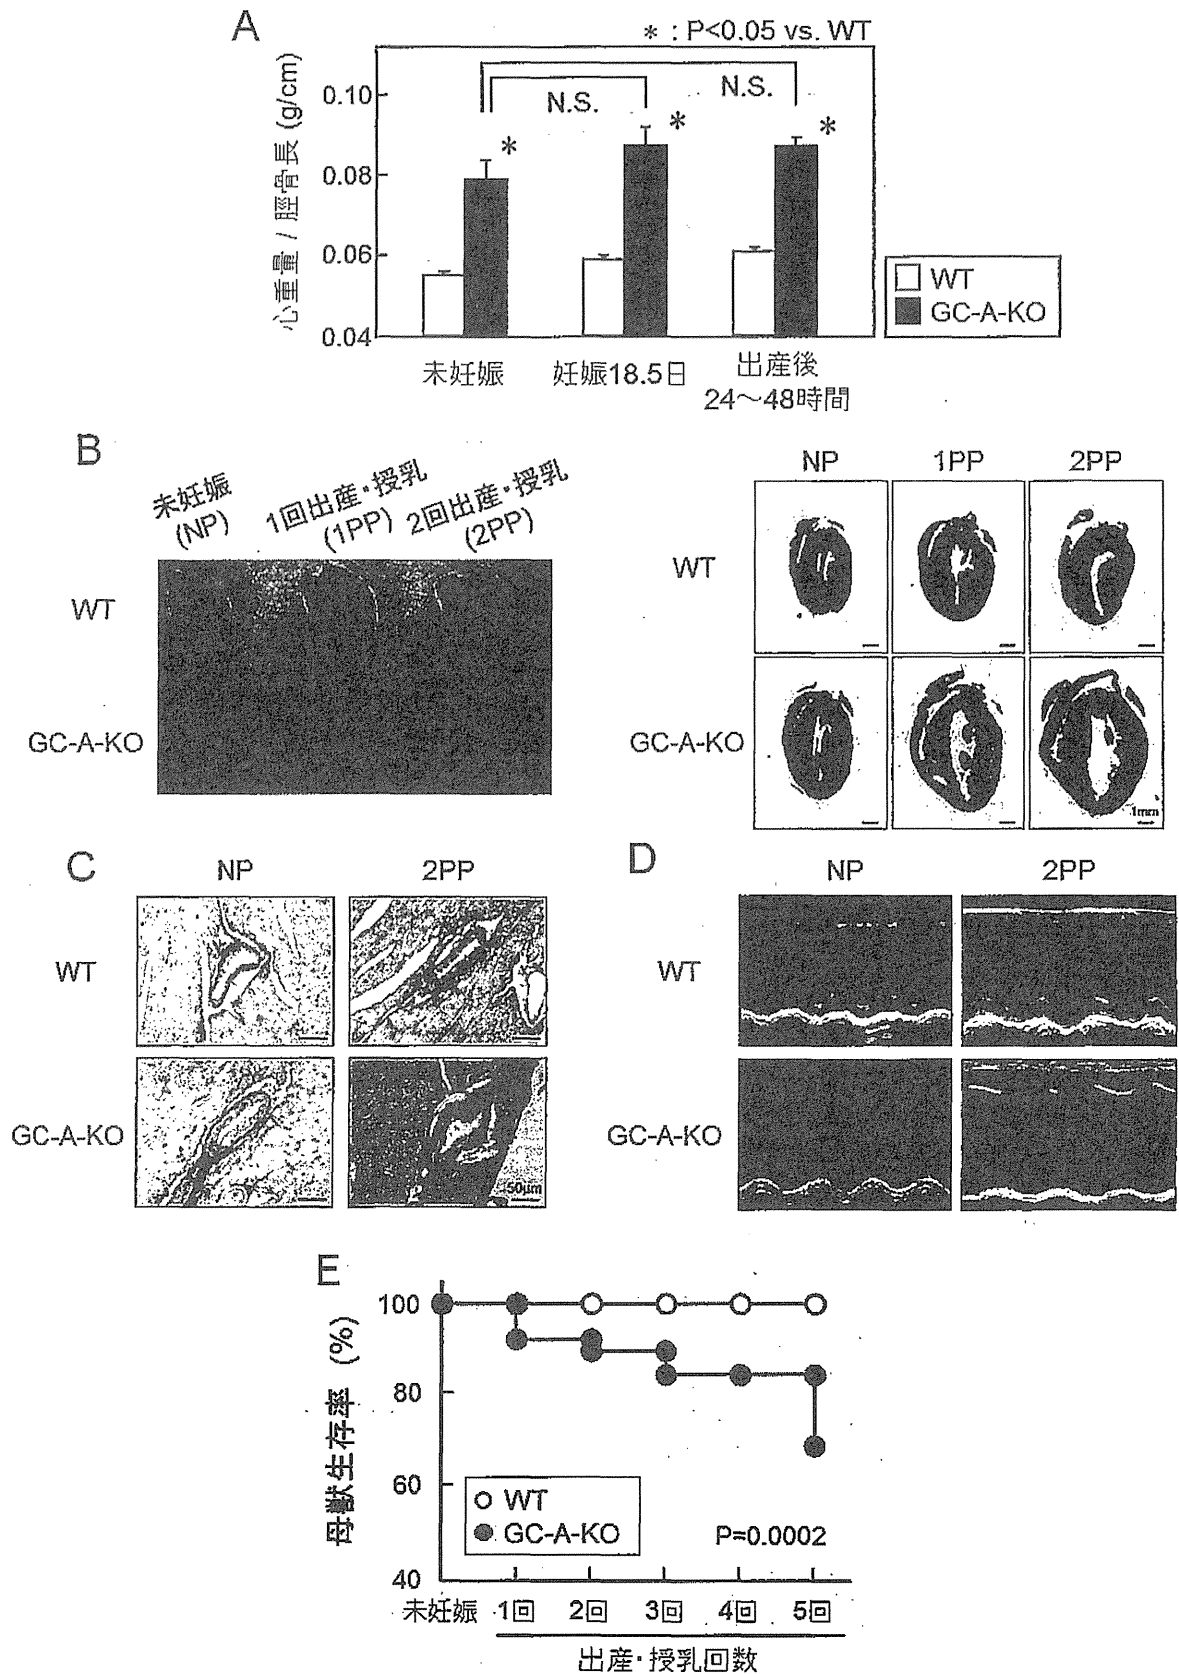 A
* : P<0.05 vs. WT
心重量 / 脛骨長 (g/cm)
0.10
0.08
0.06
0.04
N.S.
N.S.
*
*
*
WT
GC-A-KO
未妊娠
妊娠18.5日
出産後
24～48時間
B
未妊娠
(NP)
1回出産・授乳
(1PP)
2回出産・授乳
(2PP)
WT
GC-A-KO
NP
1PP
2PP
WT
GC-A-KO
1mm
C
NP
2PP
WT
GC-A-KO
50μm
D
NP
2PP
WT
GC-A-KO
E
母獣生存率 (%)
100
80
60
40
WT
GC-A-KO
P=0.0002
未妊娠
1回
2回
3回
4回
5回
出産・授乳回数